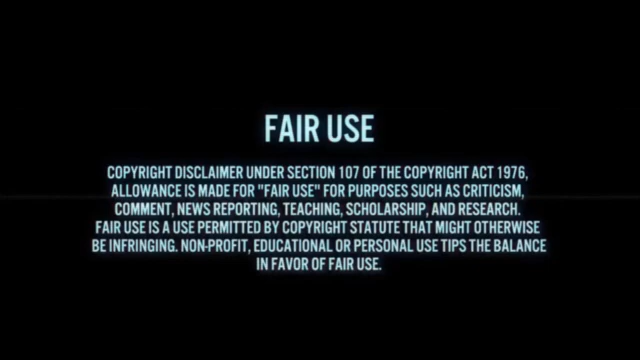 FAIR USE
COPYRIGHT DISCLAIMER UNDER SECTION 107 OF THE COPYRIGHT ACT 1976,
ALLOWANCE IS MADE FOR "FAIR USE" FOR PURPOSES SUCH AS CRITICISM,
COMMENT, NEWS REPORTING, TEACHING, SCHOLARSHIP, AND RESEARCH.
FAIR USE IS A USE PERMITTED BY COPYRIGHT STATUTE THAT MIGHT OTHERWISE
BE INFRINGING. NON-PROFIT, EDUCATIONAL OR PERSONAL USE TIPS THE BALANCE
IN FAVOR OF FAIR USE.